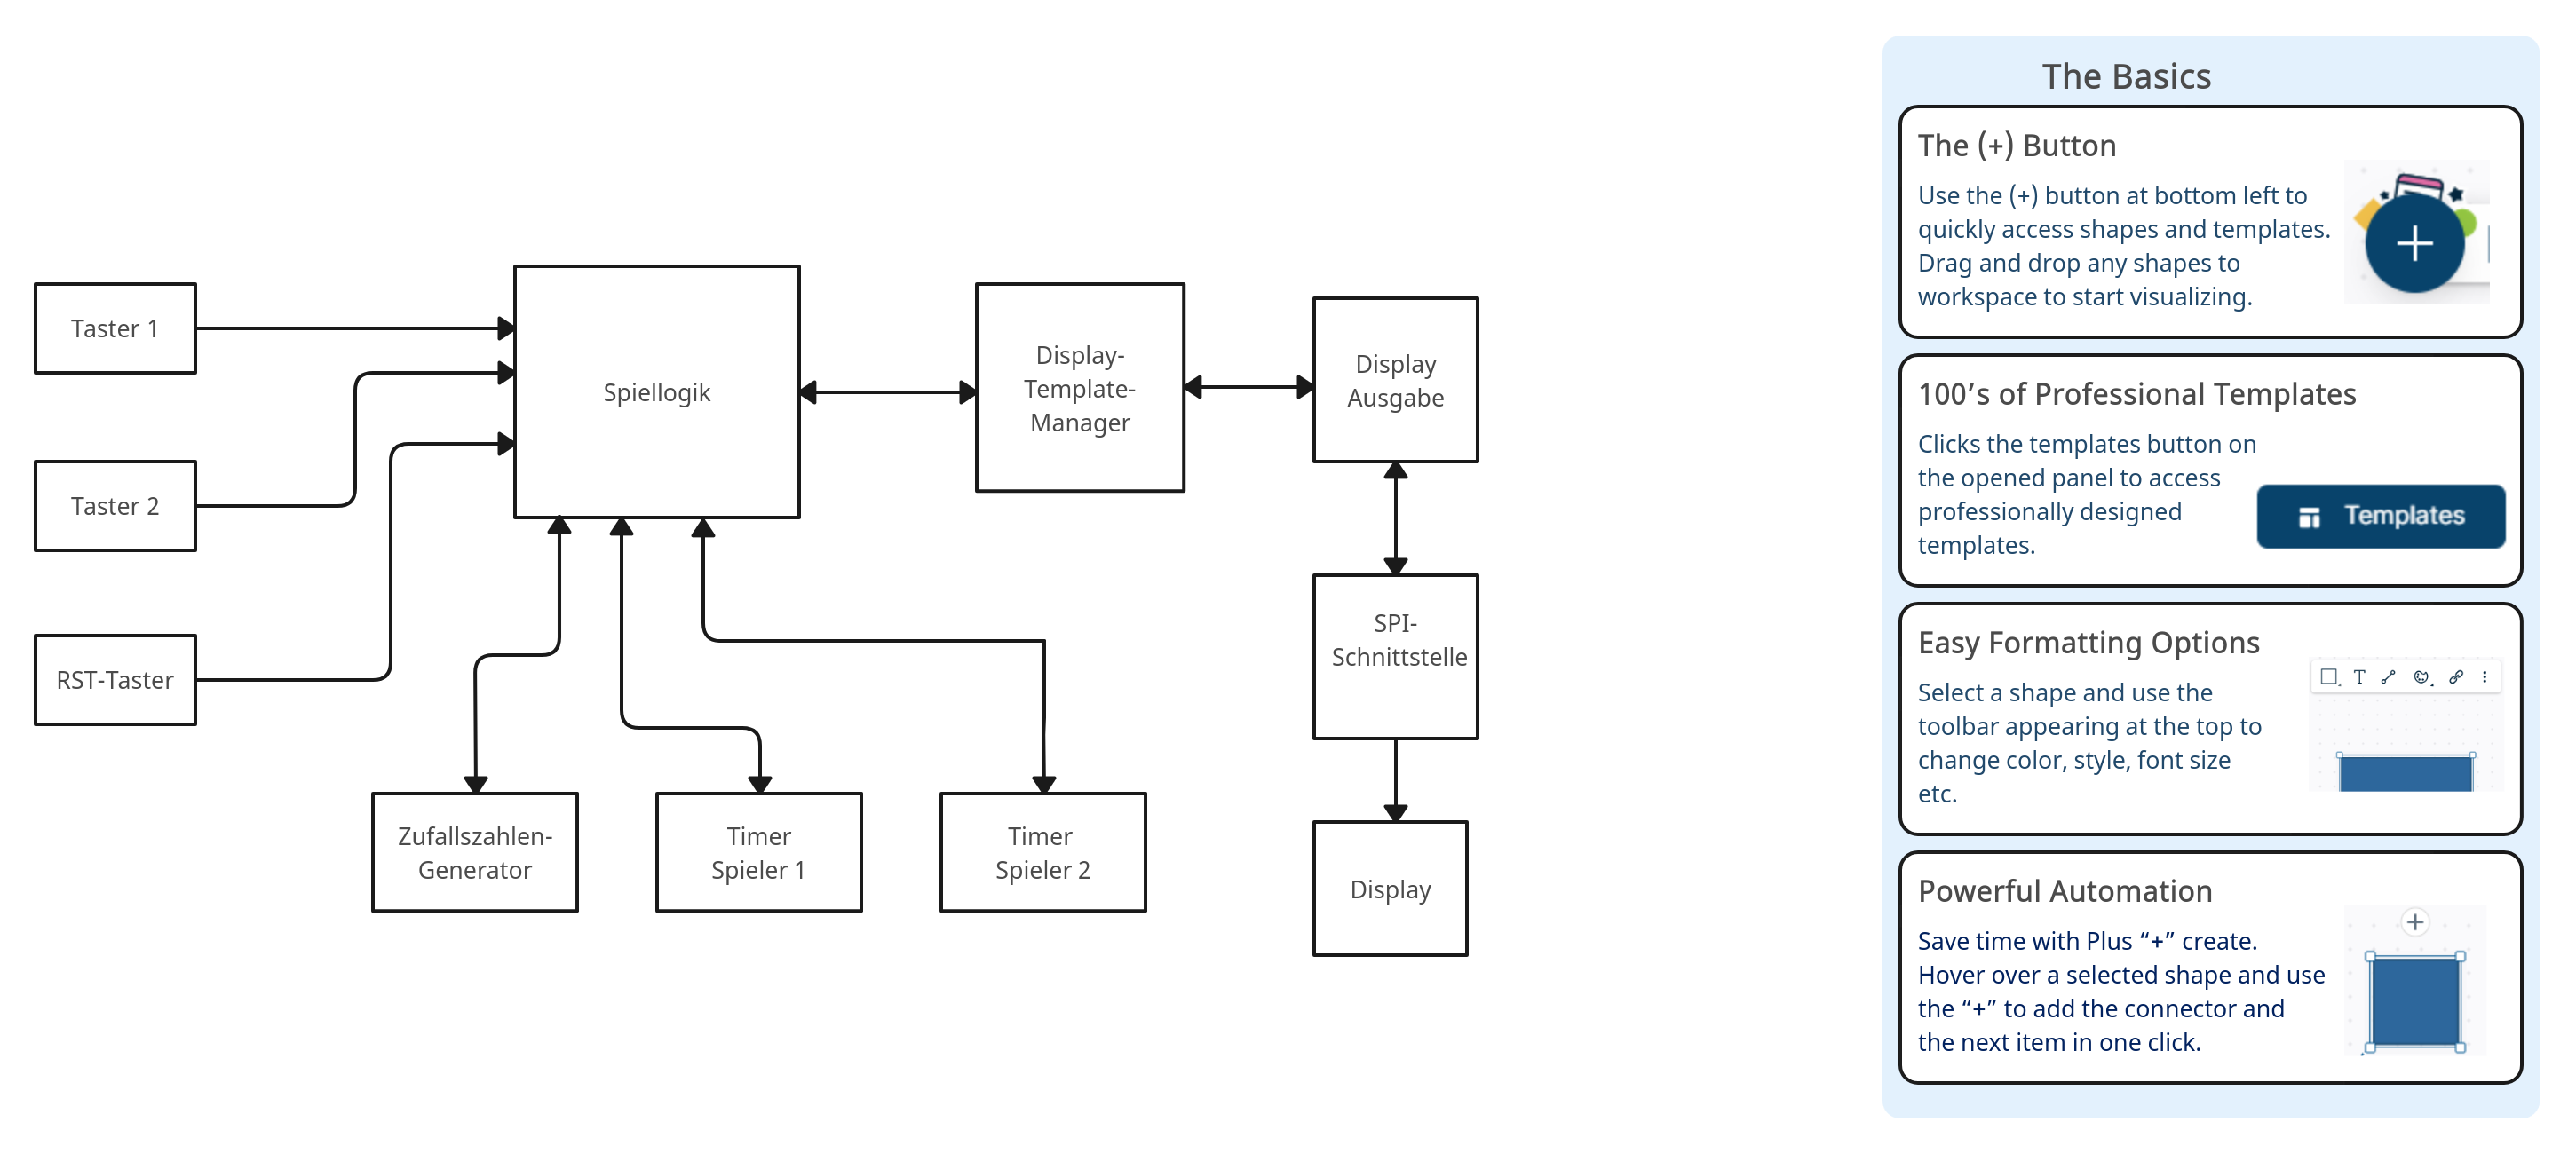 Taster 1
Taster 2
RST-Taster
Spiellogik
Display-
Template-
Manager
Display
Ausgabe
SPI-
Schnittstelle
Zufallszahlen-
Generator
Timer
Spieler 1
Timer
Spieler 2
Display
The Basics
The (+) Button
Use the (+) button at bottom left to
quickly access shapes and templates.
Drag and drop any shapes to
workspace to start visualizing.
100’s of Professional Templates
Clicks the templates button on
the opened panel to access
professionally designed
templates.
Templates
Easy Formatting Options
Select a shape and use the
toolbar appearing at the top to
change color, style, font size
etc.
Powerful Automation
Save time with Plus “+” create.
Hover over a selected shape and use
the “+” to add the connector and
the next item in one click.